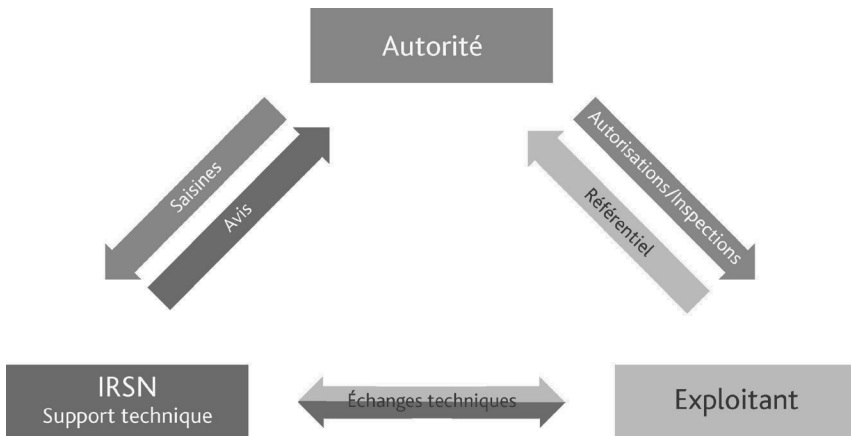 Autorité
Saisines
Avis
Autorisations/Inspections
Référentiel
IRSN
Support technique
Échanges techniques
Exploitant